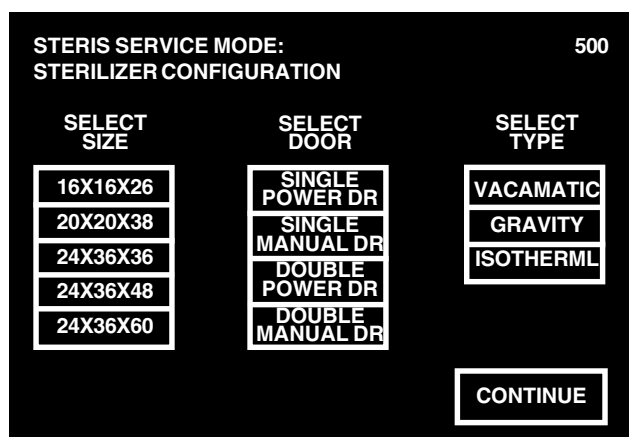 STERIS SERVICE MODE: 500
STERILIZER CONFIGURATION
SELECT
SIZE
16X16X26
20X20X38
24X36X36
24X36X48
24X36X60
SELECT
DOOR
SINGLE
POWER DR
SINGLE
MANUAL DR
DOUBLE
POWER DR
DOUBLE
MANUAL DR
SELECT
TYPE
VACAMATIC
GRAVITY
ISOTHERML
CONTINUE